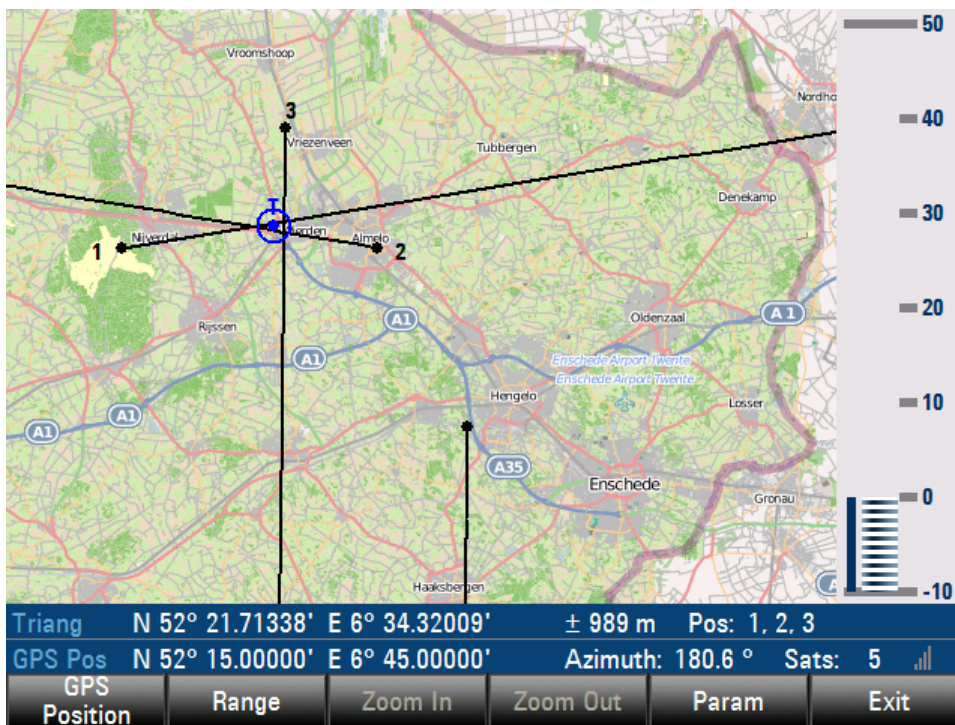 50
Vroomshoop
Nordho
40
3
Vriezenveen
Tubbergen
Denekamp
30
T
Nijverdal
rden
Almelo
1
2
20
A 1
Oldenzaal
A1
Rijssen
A1
Enschede Airport Twente
Enschede Airport Twente
Hengelo
Losser
10
A1
A1
A35
Enschede
Gronau
0
Haaksbergen
A
-10
Triang N 52° 21.71338' E 6° 34.32009' ± 989 m Pos: 1, 2, 3
GPS Pos N 52° 15.00000' E 6° 45.00000' Azimuth: 180.6 ° Sats: 5
GPS Position Range Zoom In Zoom Out Param Exit